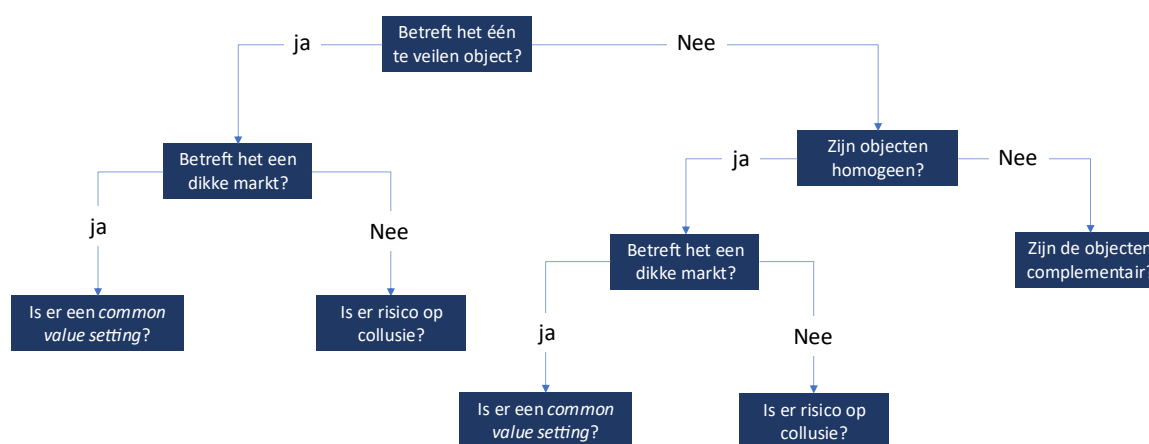 Betreft het één
te veilen object?
ja
Nee
Betreft het een
dikke markt?
Zijn objecten
homogeen?
ja
Nee
ja
Nee
Betreft het een
dikke markt?
Zijn de objecten
complementair?
Is er een common
value setting?
Is er risico op
collusie?
ja
Nee
Is er een common
value setting?
Is er risico op
collusie?